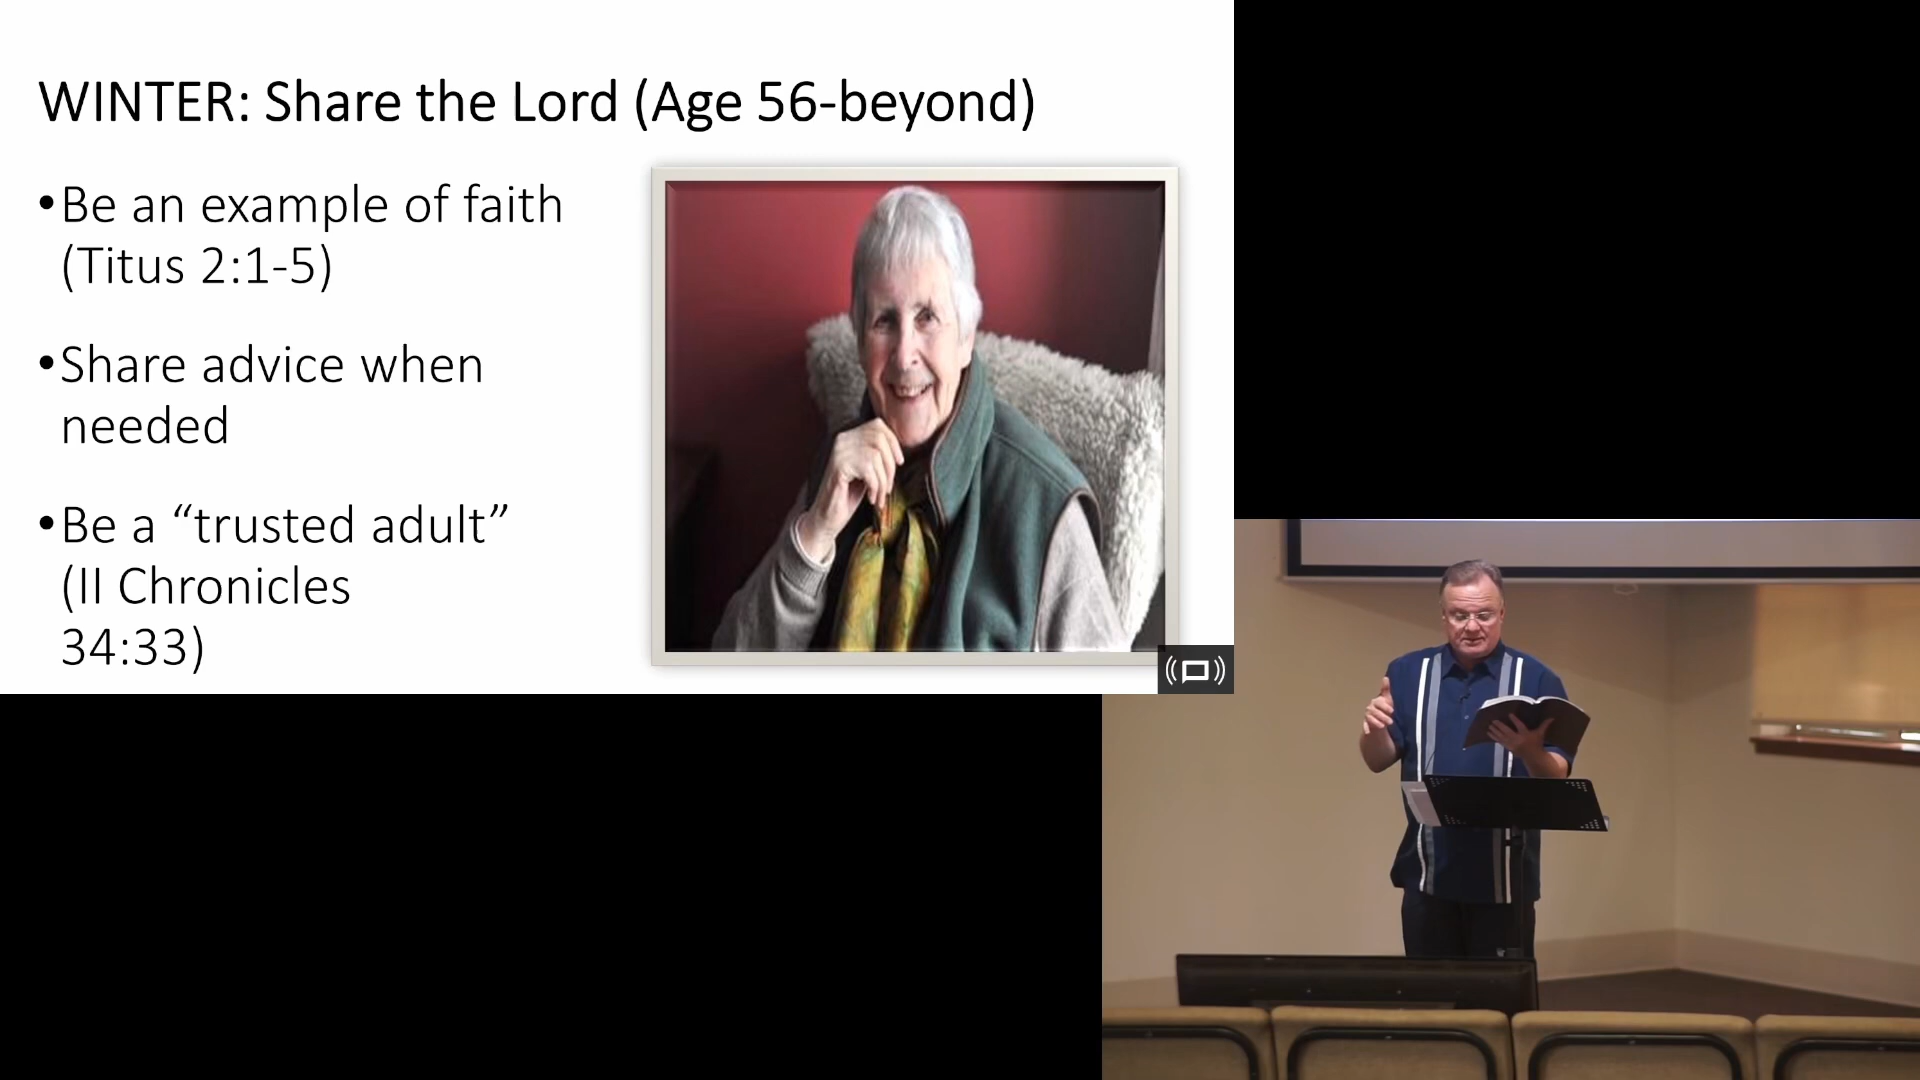 WINTER: Share the Lord (Age 56-beyond)
•Be an example of faith
(Titus 2:1-5)
•Share advice when
needed
•Be a “trusted adult”
(II Chronicles
34:33)